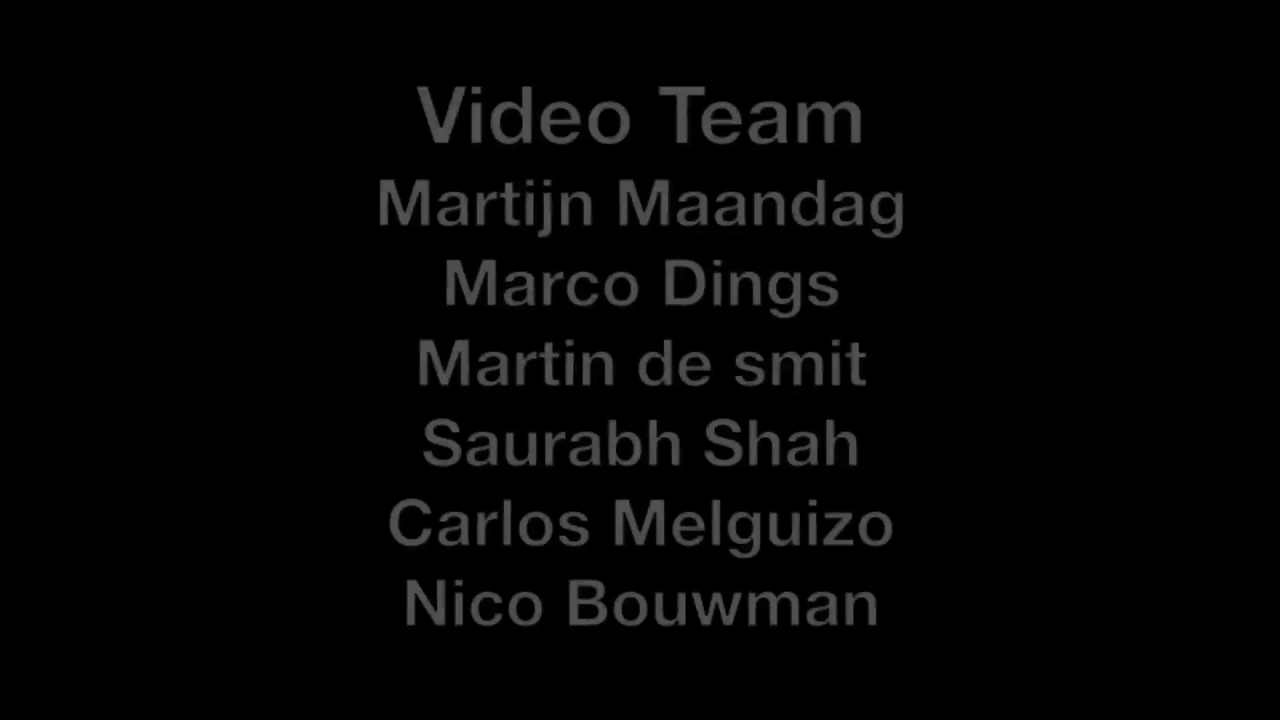 Video Team
Martijn Maandag
Marco Dings
Martin de smit
Saurabh Shah
Carlos Melguizo
Nico Bouwman